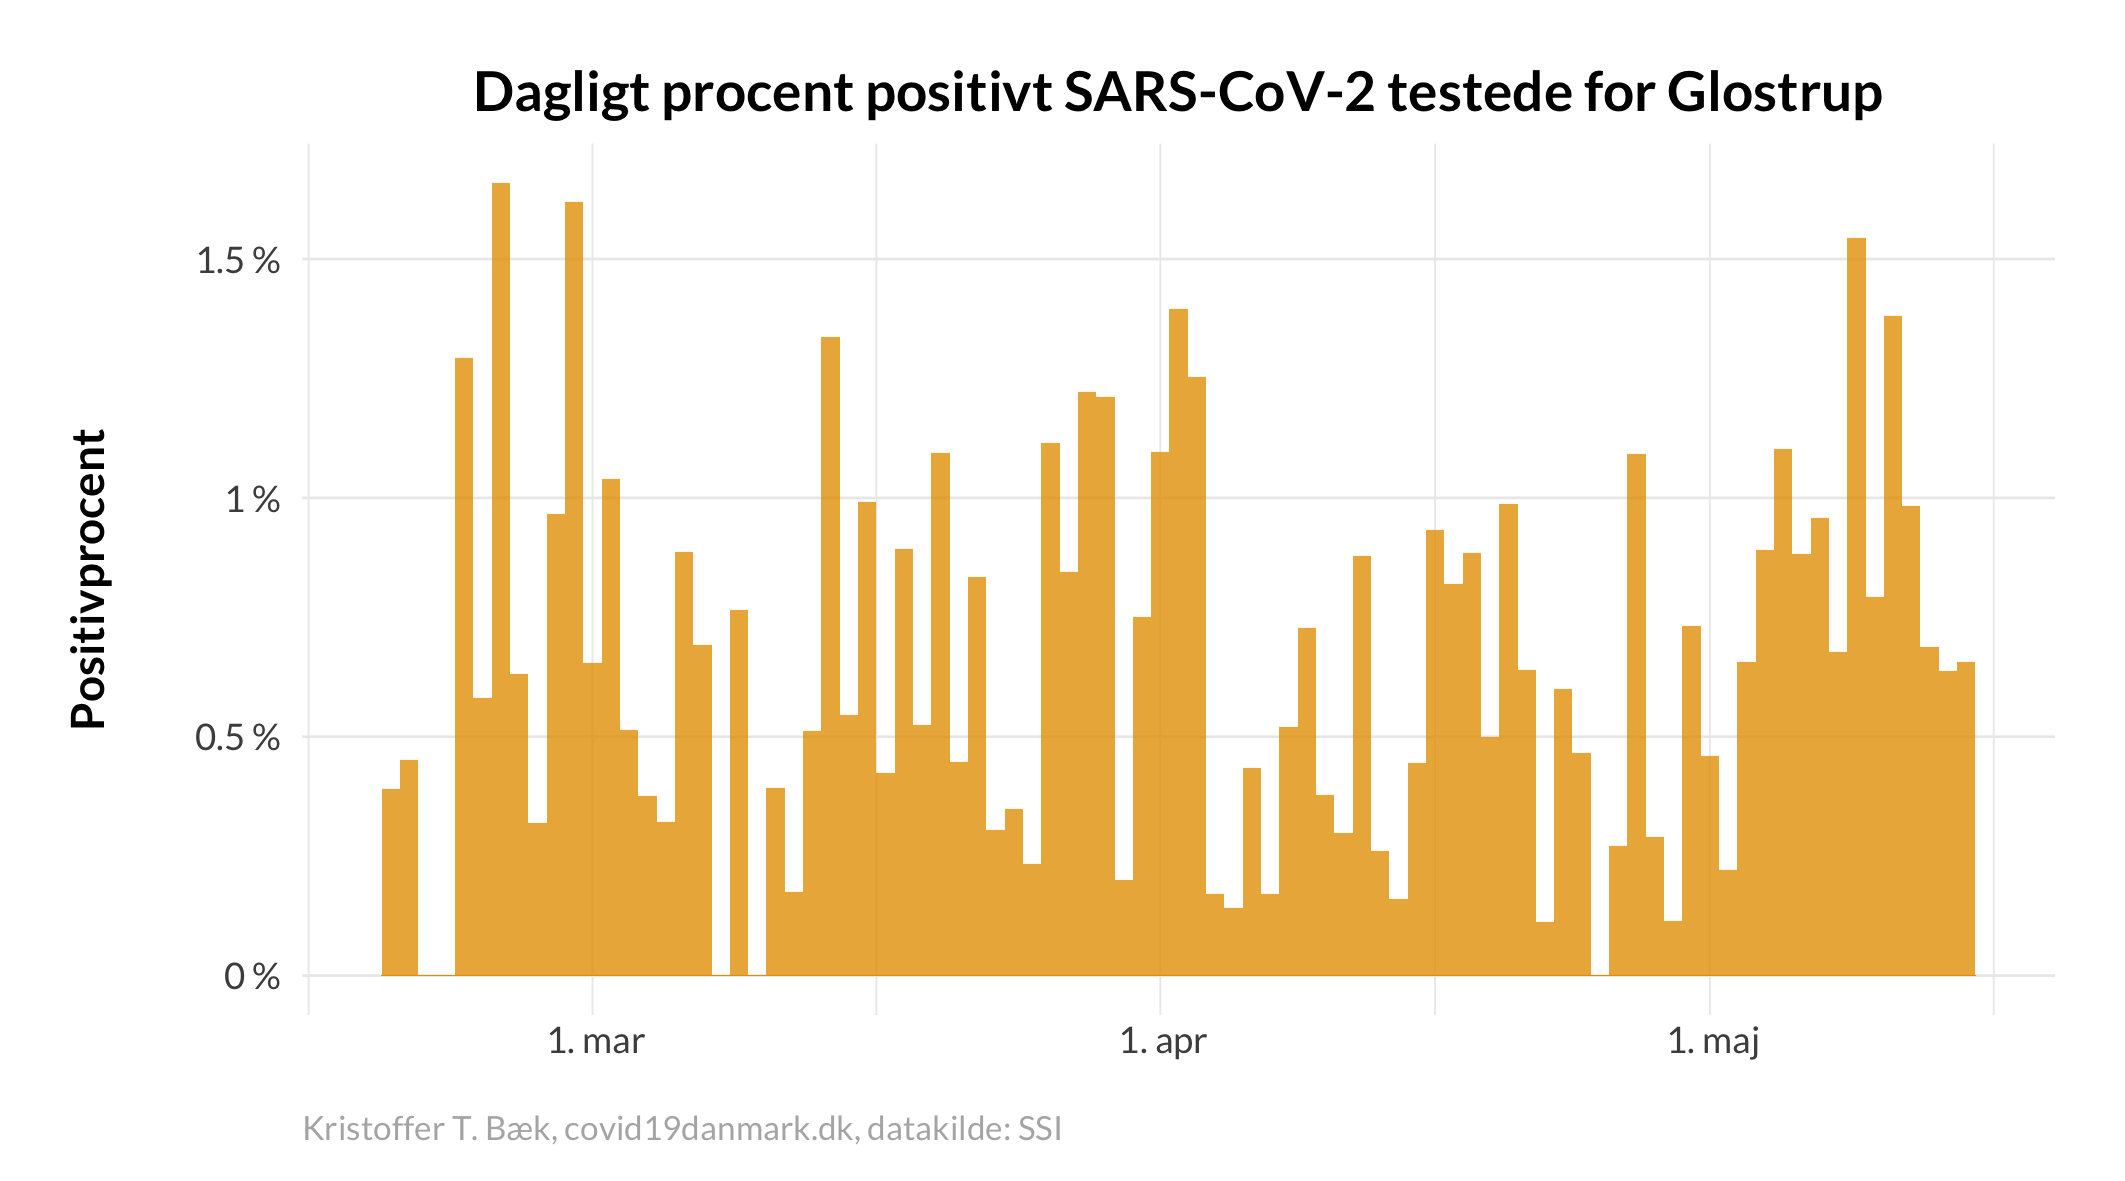 Dagligt procent positivt SARS-CoV-2 testede for Glostrup
Positivprocent
1.5 %
1 %
0.5 %
0 %
1. mar
1. apr
1. maj
Kristoffer T. Bæk, covid19danmark.dk, datakilde: SSI